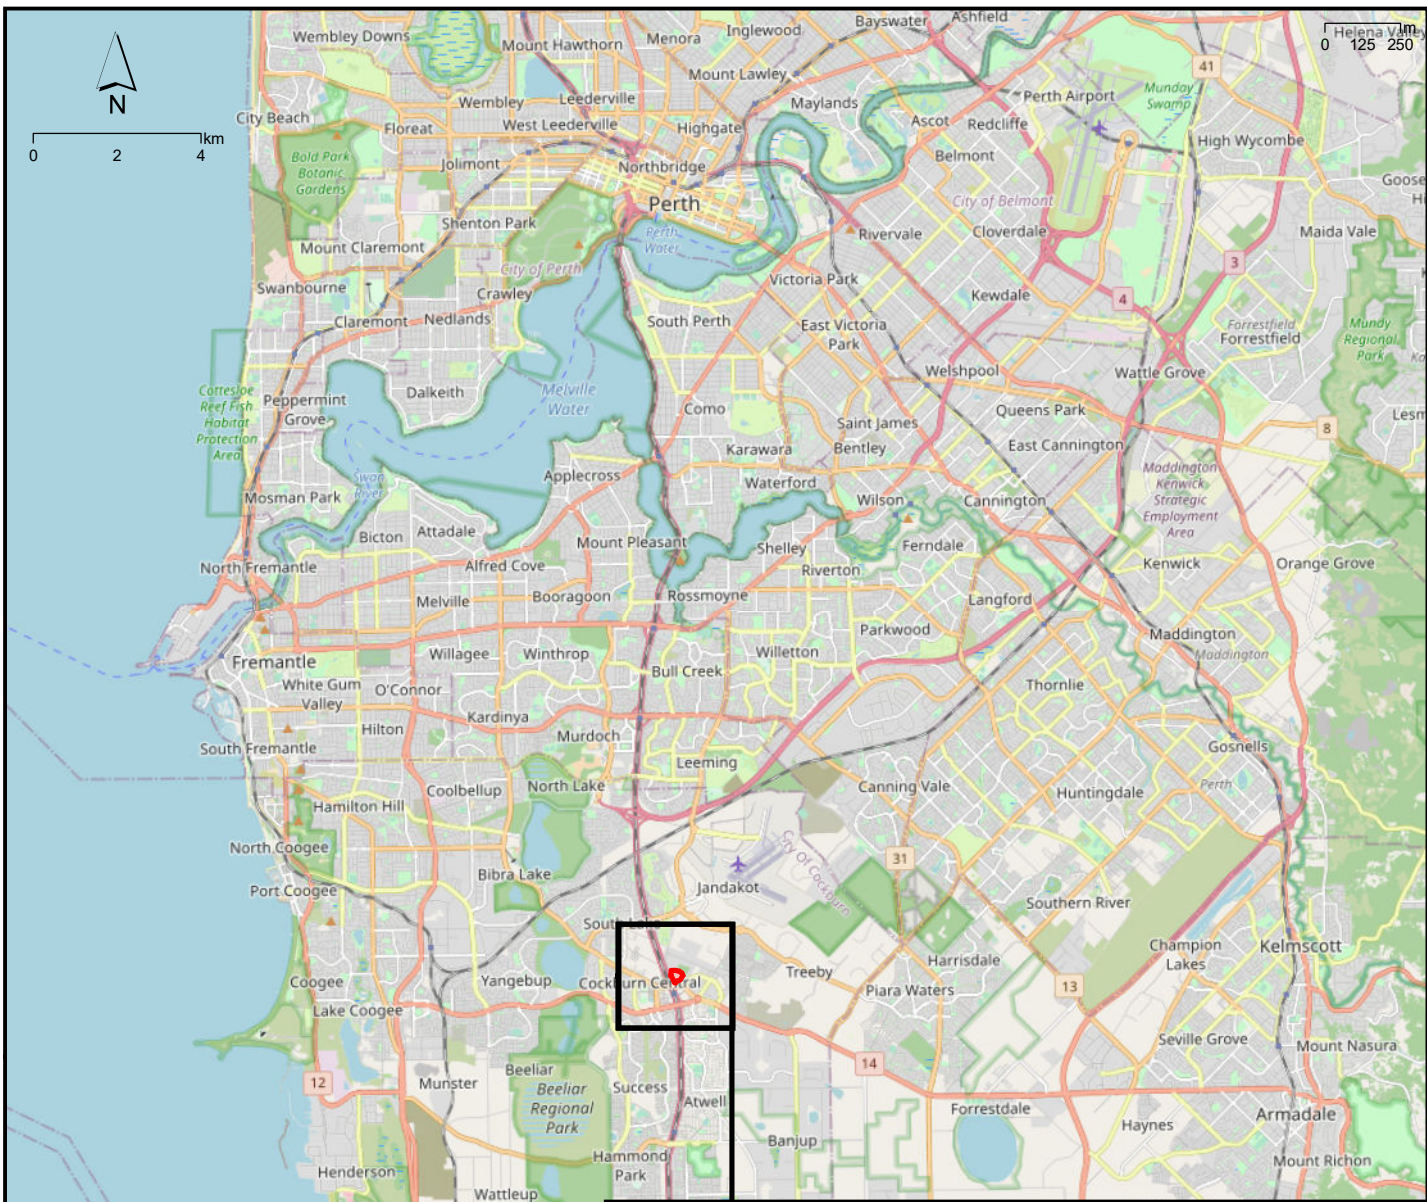 Wembley Downs
Mount Hawthorn
Menora
Inglewood
Bayswater
Ashfield
Helena Valley
0 125 250 m
N
km
0 2 4
41
Mount Lawley
Wembley
Leederville
Maylands
Perth Airport
Munday
Swamp
City Beach
Floreat
West Leederville
Highgate
Ascot
Redcliffe
High Wycombe
Bold Park
Botanic
Gardens
Jolimont
Northbridge
Belmont
Goose
Hi
Perth
City of Belmont
Shenton Park
Perth
Water
Rivervale
Cloverdale
Maida Vale
Mount Claremont
City of Perth
3
Swanbourne
Crawley
Victoria Park
Kewdale
4
Claremont
Nedlands
South Perth
East Victoria
Park
Forrestfield
Forrestfield
Mundy
Regional
Park
Ka
Welshpool
Wattle Grove
Cottesloe
Reef Fish
Habitat
Protection
Area
Peppermint
Grove
Dalkeith
Melville
Water
Como
Saint James
Queens Park
Lesm
8
Karawara
Bentley
East Cannington
Applecross
Waterford
Maddington
Kenwick
Strategic
Employment
Area
Swan
River
Mosman Park
Wilson
Cannington
Bicton
Attadale
Mount Pleasant
Shelley
Ferndale
North Fremantle
Alfred Cove
Riverton
Kenwick
Orange Grove
Melville
Booragoon
Rossmoyne
Langford
Parkwood
Maddington
Maddington
Fremantle
Willagee
Winthrop
Bull Creek
Willetton
White Gum
Valley
O'Connor
Thornlie
Hilton
Kardinya
Murdoch
South Fremantle
Leeming
Gosnells
Hamilton Hill
Coolbellup
North Lake
Canning Vale
Huntingdale
Perth
North Coogee
City of Cockburn
31
Port Coogee
Bibra Lake
Jandakot
Southern River
South Lake
Champion
Lakes
Kelmscott
Coogee
Yangebup
Cockburn Central
Treeby
Harrisdale
Piara Waters
13
Lake Coogee
Seville Grove
Mount Nasura
14
12
Munster
Beeliar
Beeliar
Regional
Park
Success
Atwell
Forrestdale
Haynes
Armadale
Banjup
Henderson
Hammond
Park
Mount Richon
Wattleup